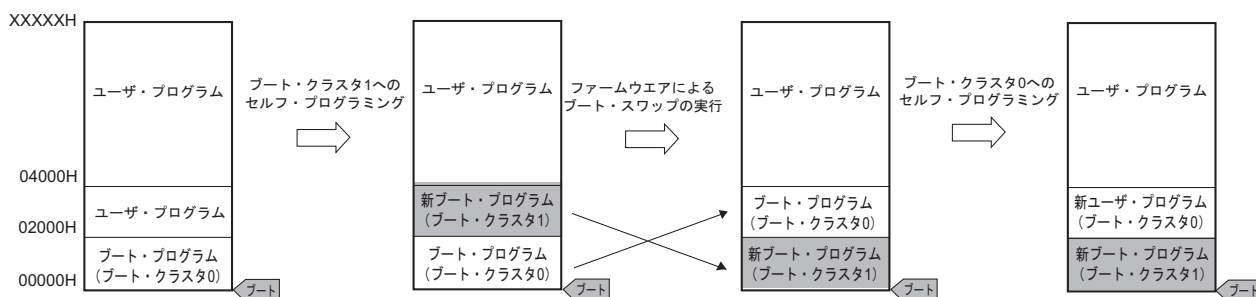 XXXXXH
04000H
02000H
00000H
ユーザ・プログラム
ユーザ・プログラム
ブート・プログラム
(ブート・クラスタ0)
ブート
ブート・クラスタ1への
セルフ・プログラミング
ユーザ・プログラム
新ブート・プログラム
(ブート・クラスタ1)
ブート・プログラム
(ブート・クラスタ0)
ブート
ファームウエアによる
ブート・スワップの実行
ユーザ・プログラム
ブート・プログラム
(ブート・クラスタ0)
新ブート・プログラム
(ブート・クラスタ1)
ブート
ブート・クラスタ0への
セルフ・プログラミング
ユーザ・プログラム
新ユーザ・プログラム
(ブート・クラスタ0)
新ブート・プログラム
(ブート・クラスタ1)
ブート